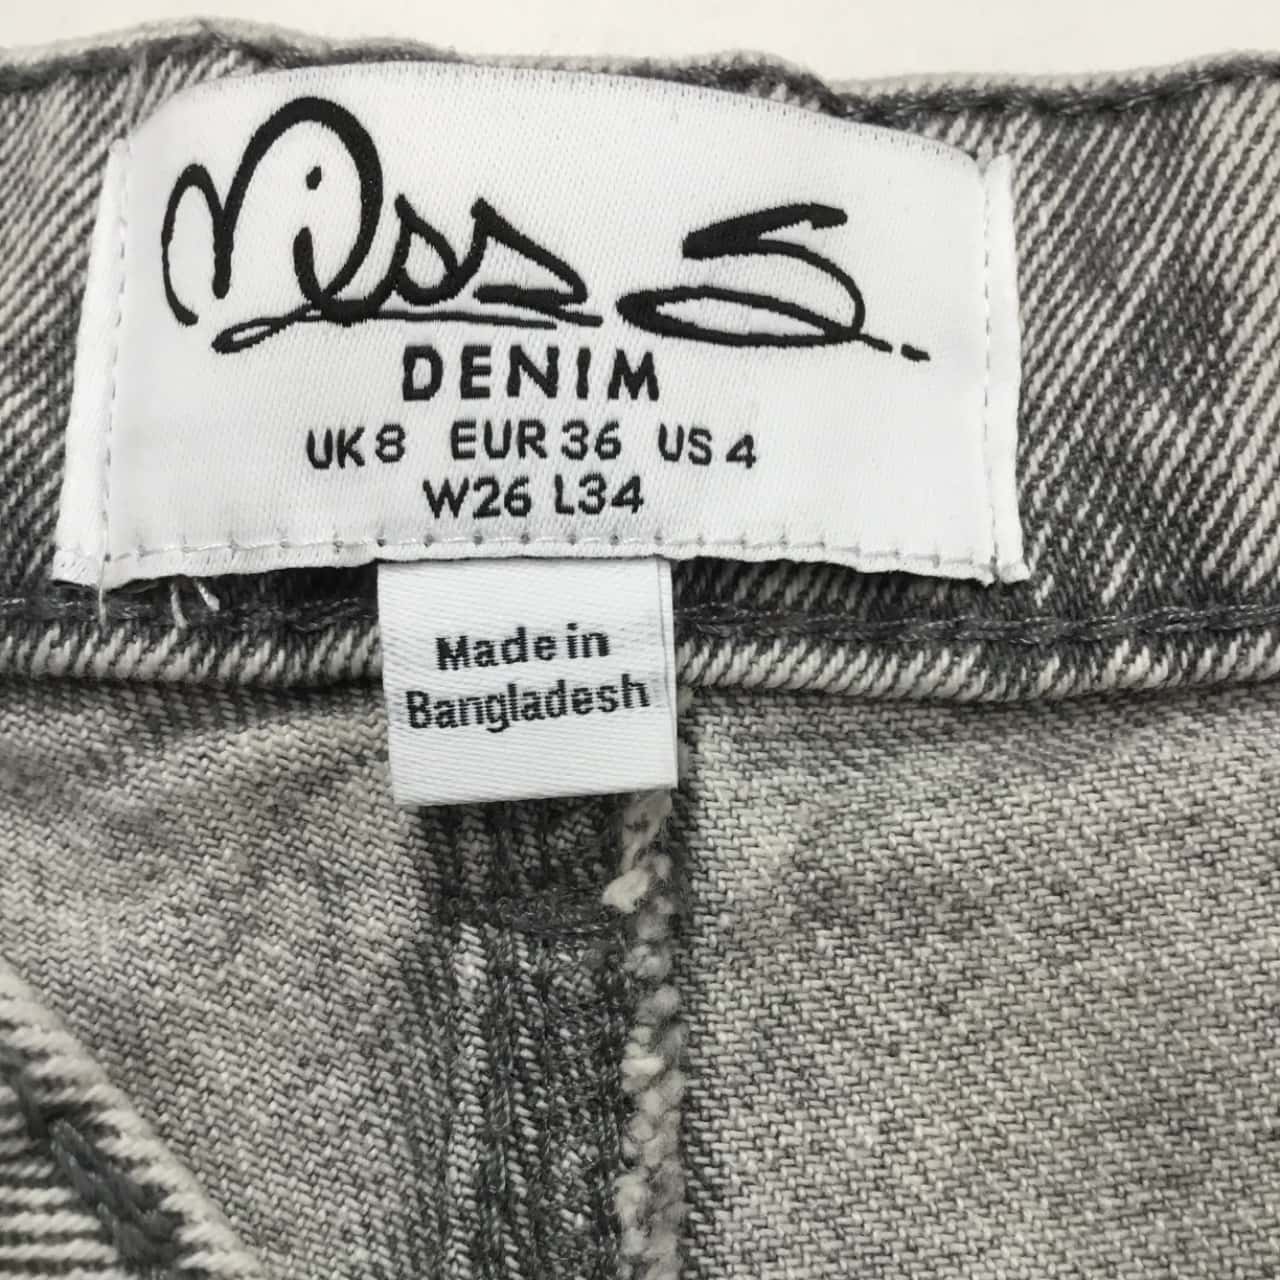 Miss S
DENIM
UK 8 EUR 36 US 4
W26 L34
Made in
Bangladesh